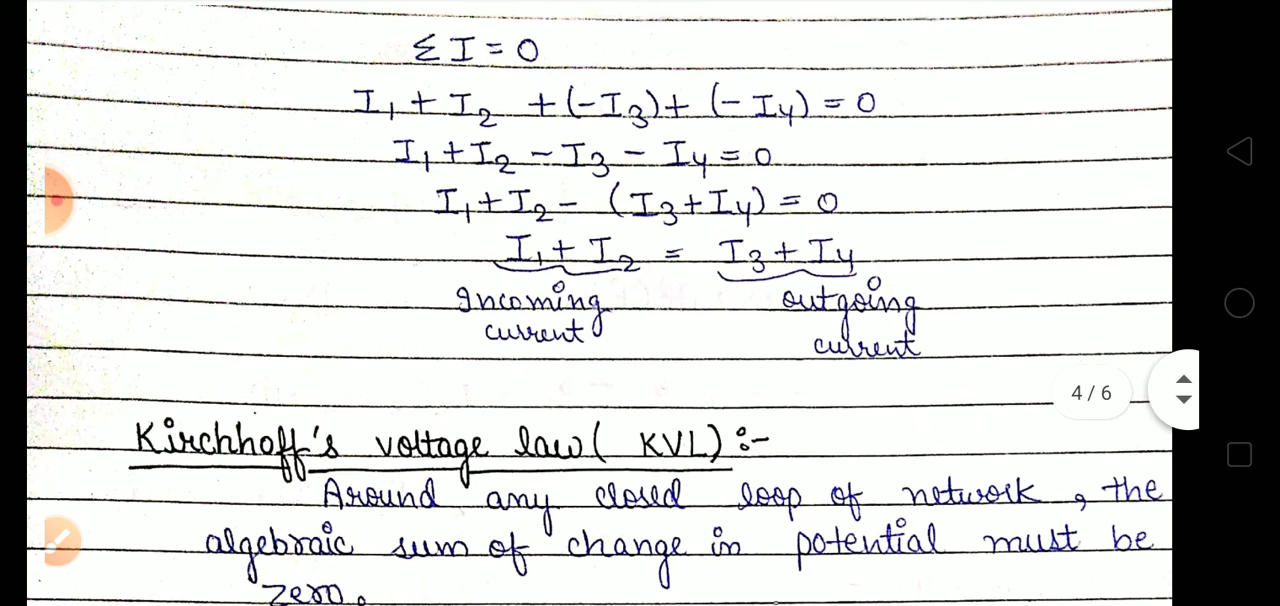 Σ I = 0
I₁ + I₂ + (-I₃) + (-I₄) = 0
I₁ + I₂ - I₃ - I₄ = 0
I₁ + I₂ - (I₃ + I₄) = 0
I₁ + I₂ = I₃ + I₄
Incoming current
outgoing current
4 / 6
Kirchhoff's voltage law ( KVL) :-
Around any closed loop of network, the
algebraic sum of change in potential must be
zero.